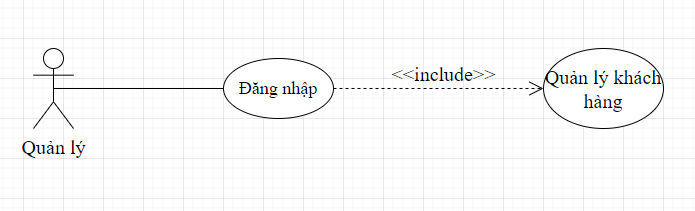 <<include>>
Đăng nhập
Quản lý khách
hàng
Quản lý